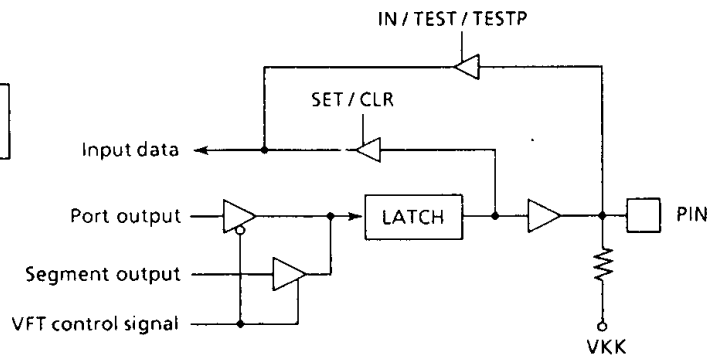 IN / TEST / TESTP
SET / CLR
Input data
Port output
LATCH
PIN
Segment output
VFT control signal
VKK